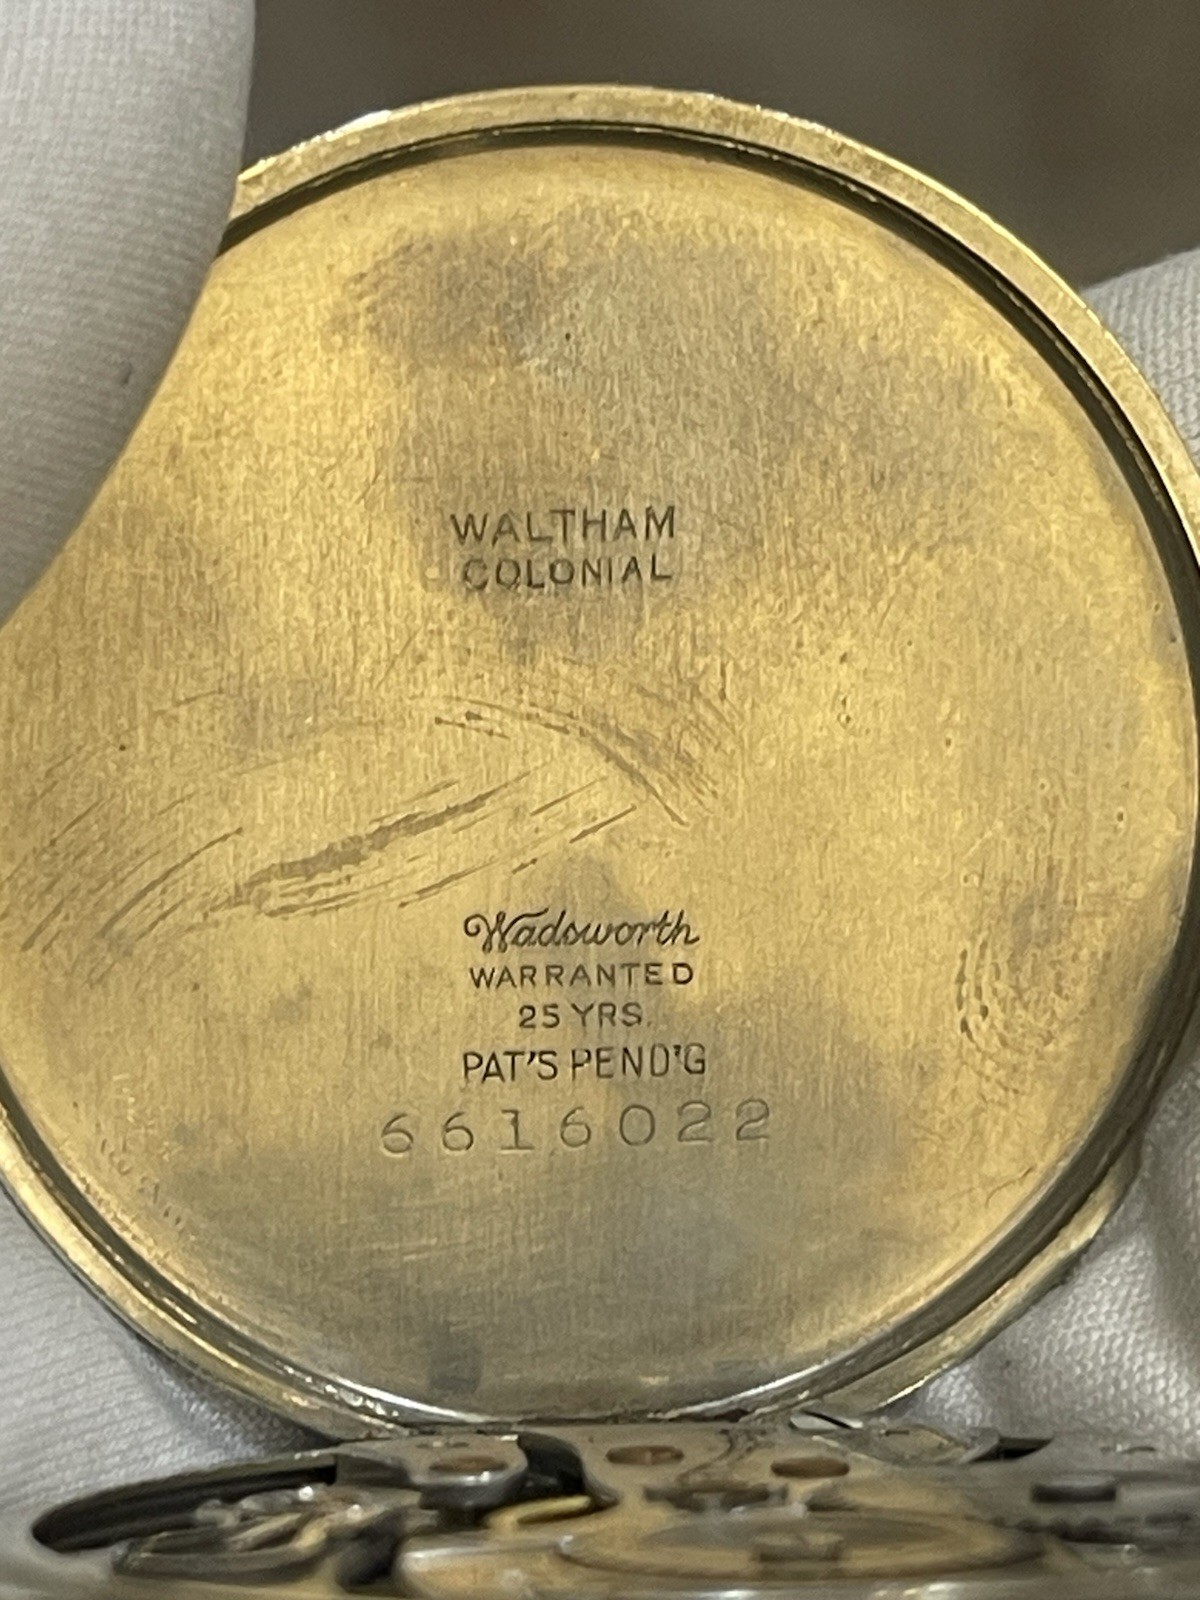 WALTHAM
COLONIAL
Wadsworth
WARRANTED
25 YRS.
PAT'S PEND'G
6616022